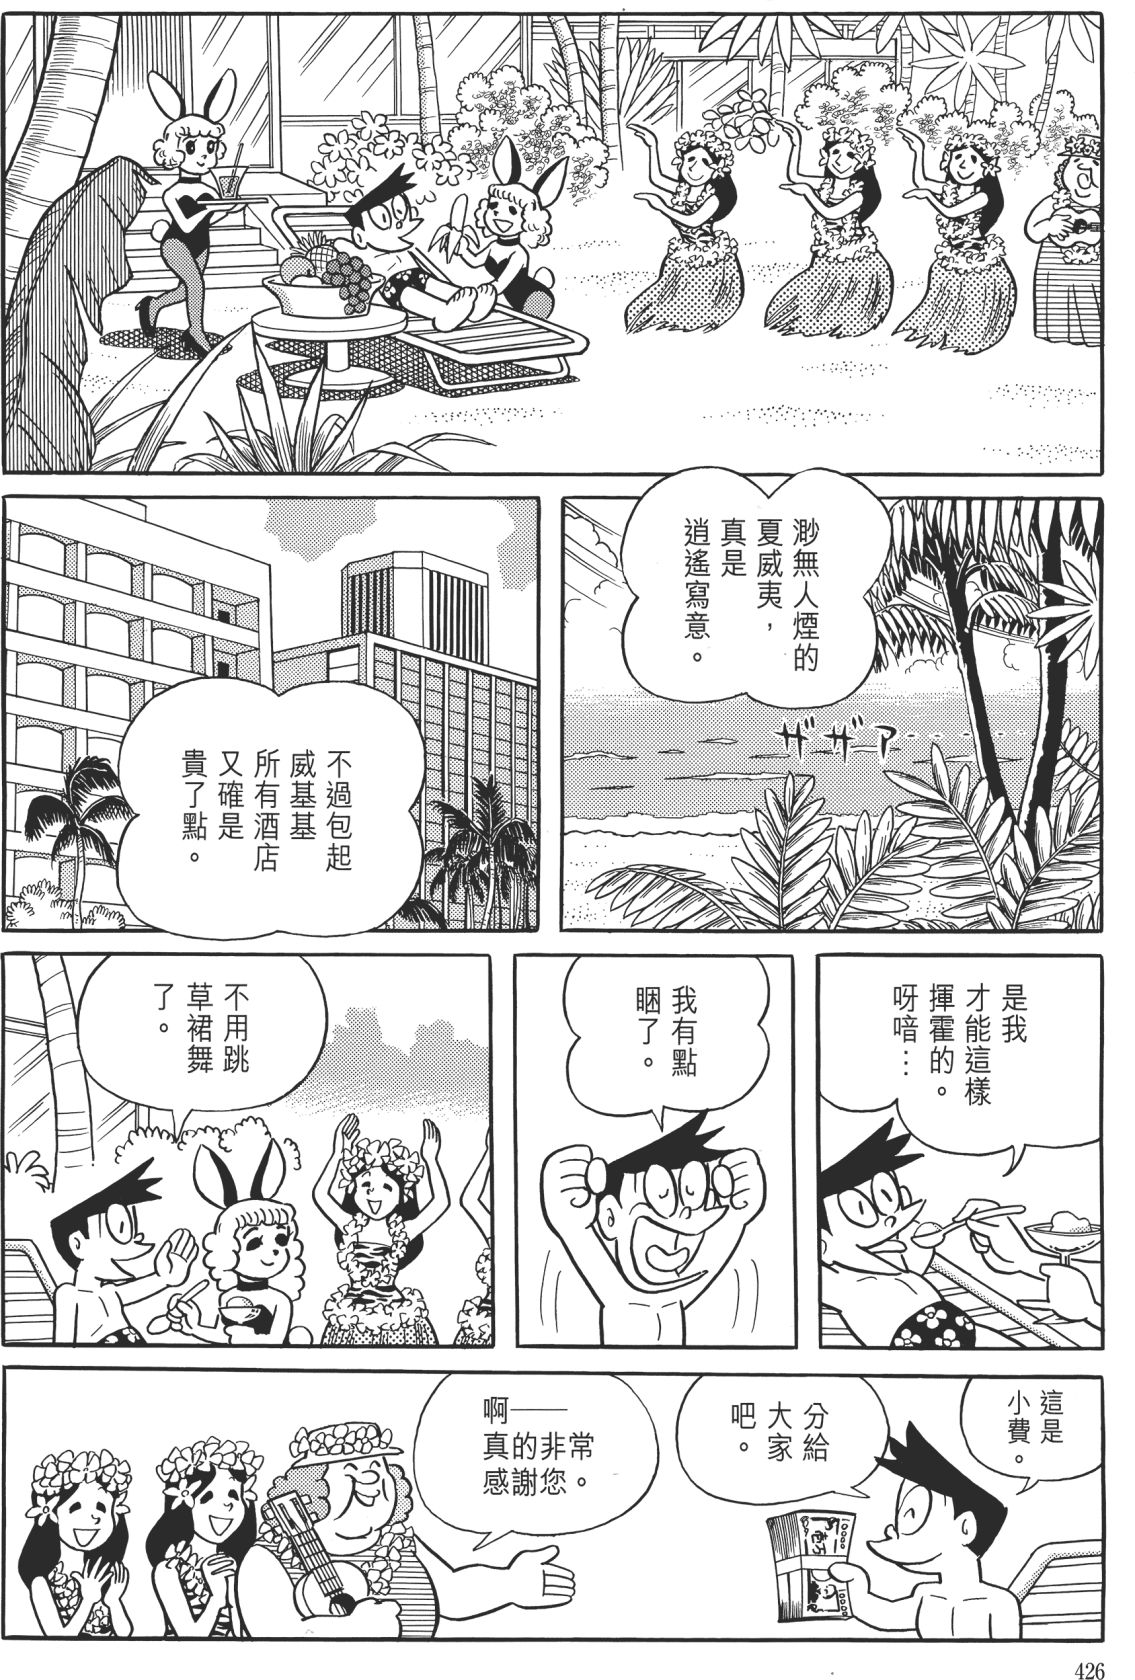 渺無人煙的
夏威夷，
真是
逍遙寫意。
ザザァ
不過包起
威基基
所有酒店
又確是
貴了點。
是我
才能這樣
揮霍的。
呀喑…
我有點
睏了。
不用跳
草裙舞
了。
這是
小費。
分給
大家
吧。
10000
10000
啊——
真的非常
感謝您。
426